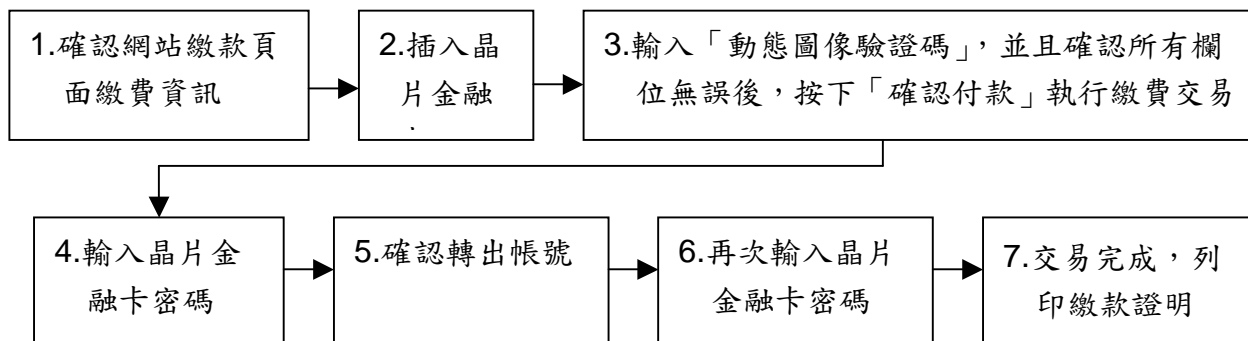 1.確認網站繳款頁
面繳費資訊
2.插入晶
片金融
3.輸入「動態圖像驗證碼」，並且確認所有欄
位無誤後，按下「確認付款」執行繳費交易
4.輸入晶片金
融卡密碼
5.確認轉出帳號
6.再次輸入晶片
金融卡密碼
7.交易完成，列
印繳款證明